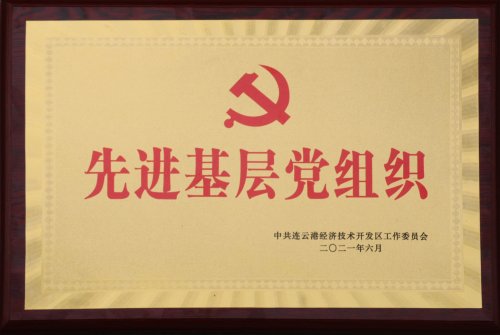 先进基层党组织
中共连云港经济技术开发区工作委员会
二〇二一年六月